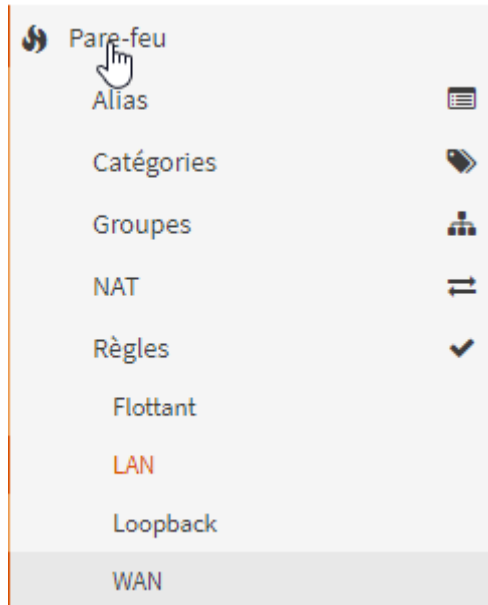 Pare-feu
Alias
Catégories
Groupes
NAT
Règles
Flottant
LAN
Loopback
WAN